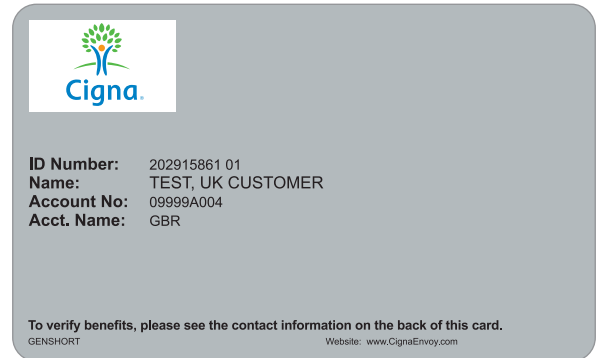 Cigna.
ID Number: 202915861 01
Name: TEST, UK CUSTOMER
Account No: 09999A004
Acct. Name: GBR
To verify benefits, please see the contact information on the back of this card.
GENSHORT Website: www.CignaEnvoy.com